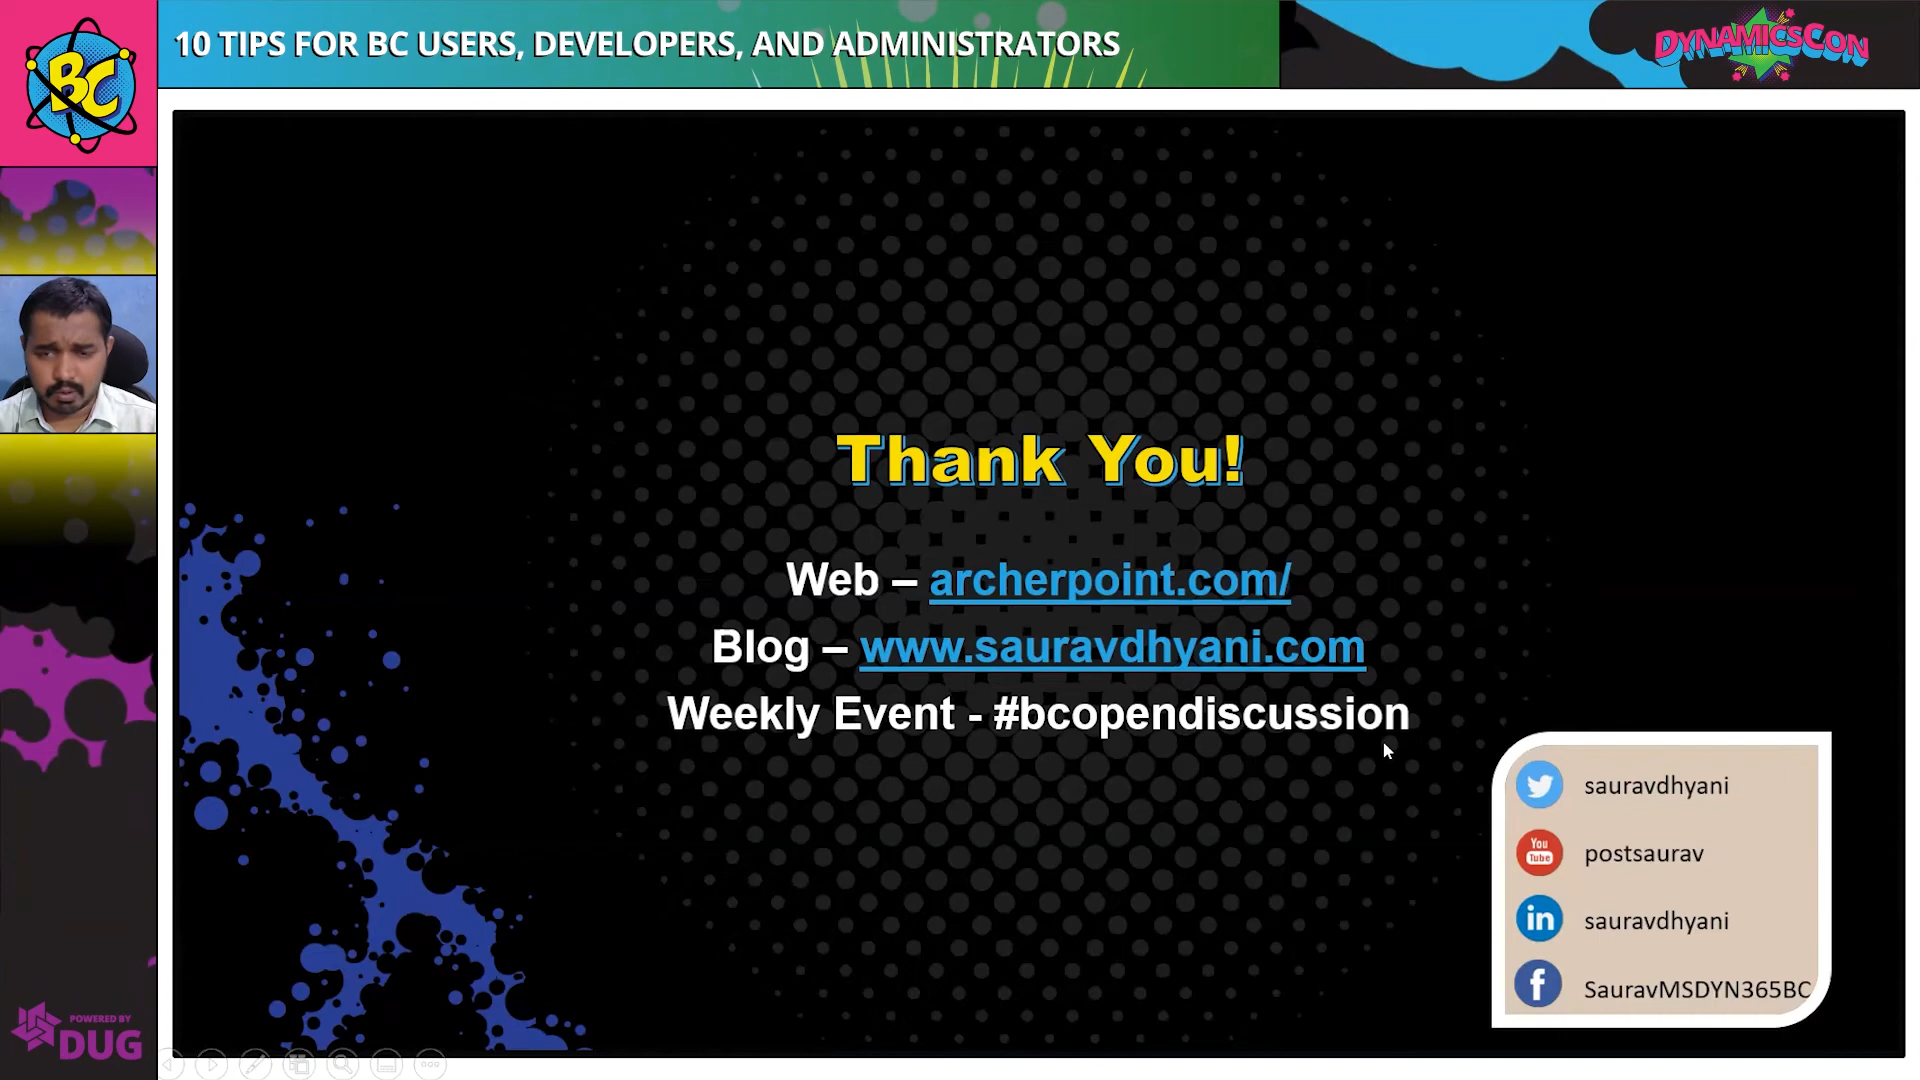 BC
10 TIPS FOR BC USERS, DEVELOPERS, AND ADMINISTRATORS
DYNAMICSCON
Thank You!
Web – archerpoint.com/
Blog – www.sauravdhyani.com
Weekly Event - #bcopendiscussion
sauravdhyani
You
Tube
postsaurav
in
sauravdhyani
f
SauravMSDYN365BC
POWERED BY
DUG